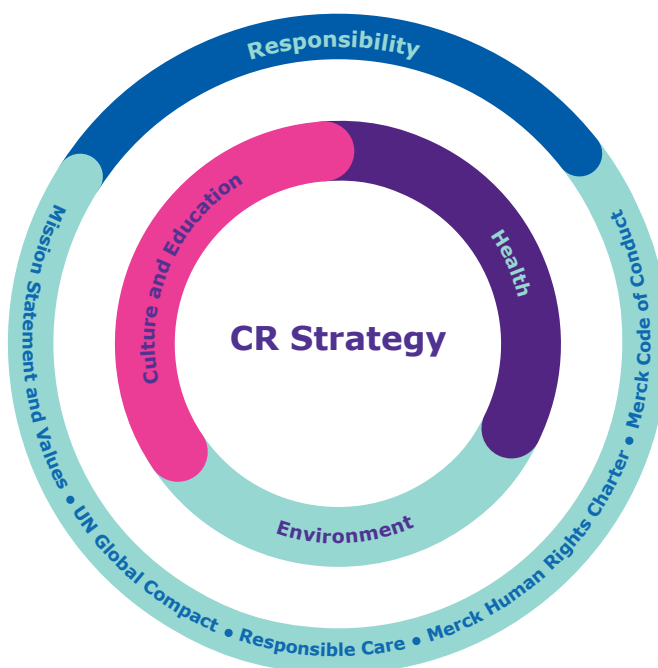 Responsibility
Culture and Education
Health
CR Strategy
Environment
Mission Statement and Values • UN Global Compact • Responsible Care • Merck Human Rights Charter • Merck Code of Conduct